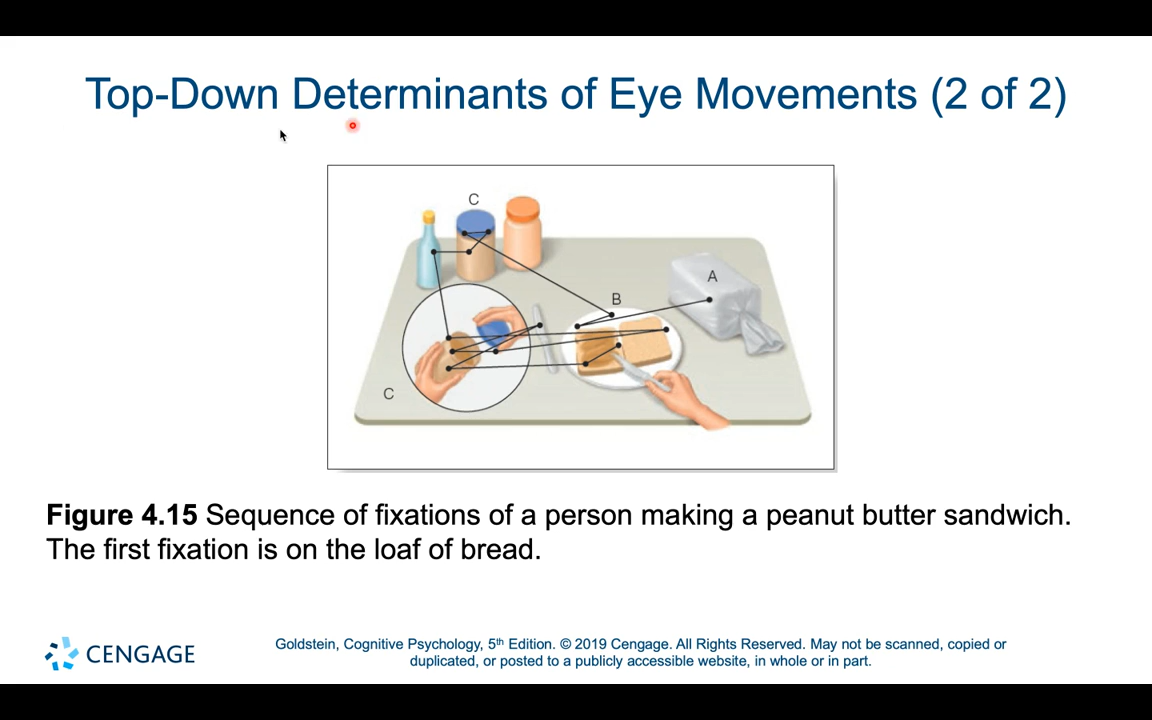 Top-Down Determinants of Eye Movements (2 of 2)
C
A
B
C
Figure 4.15 Sequence of fixations of a person making a peanut butter sandwich.
The first fixation is on the loaf of bread.
CENGAGE
Goldstein, Cognitive Psychology, 5th Edition. © 2019 Cengage. All Rights Reserved. May not be scanned, copied or
duplicated, or posted to a publicly accessible website, in whole or in part.